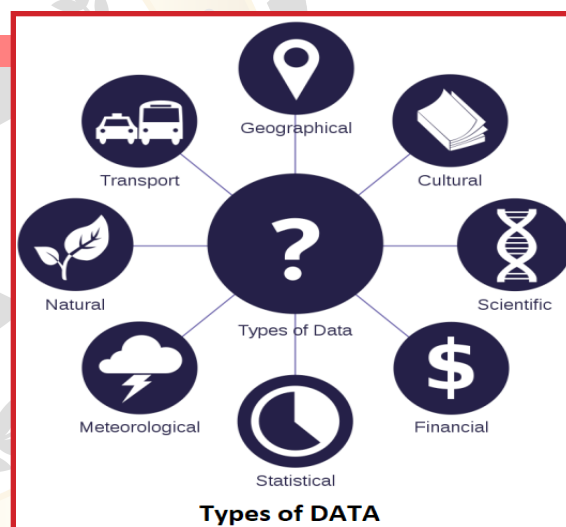 Geographical
Transport
Cultural
?
Natural
Scientific
Types of Data
$
Meteorological
Financial
Statistical
Types of DATA